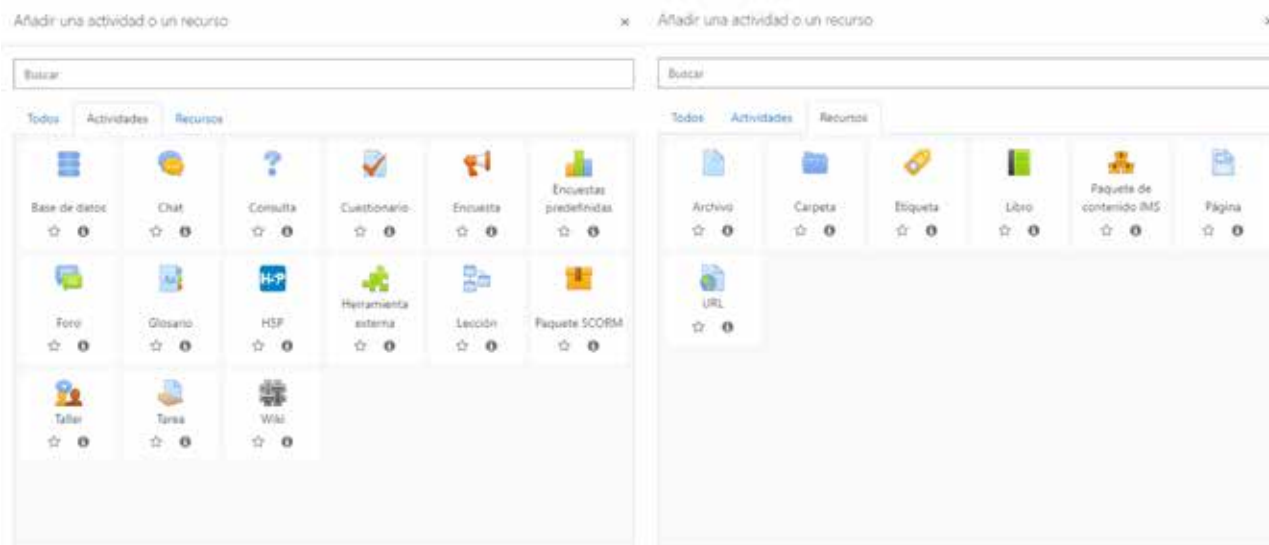 Añadir una actividad o un recurso
×
Buscar
Todos Actividades Recursos
Base de datos
Chat
Consulta
Cuestionario
Encuesta
Encuestas
predefinidas
Foro
Glosario
H-P
H5P
Herramienta
externa
Lección
Paquete SCORM
Taller
Tarea
Wiki
Añadir una actividad o un recurso
Buscar
Todos Actividades Recursos
Archivo
Carpeta
Etiqueta
Libro
Paquete de
contenido IMS
Página
URL